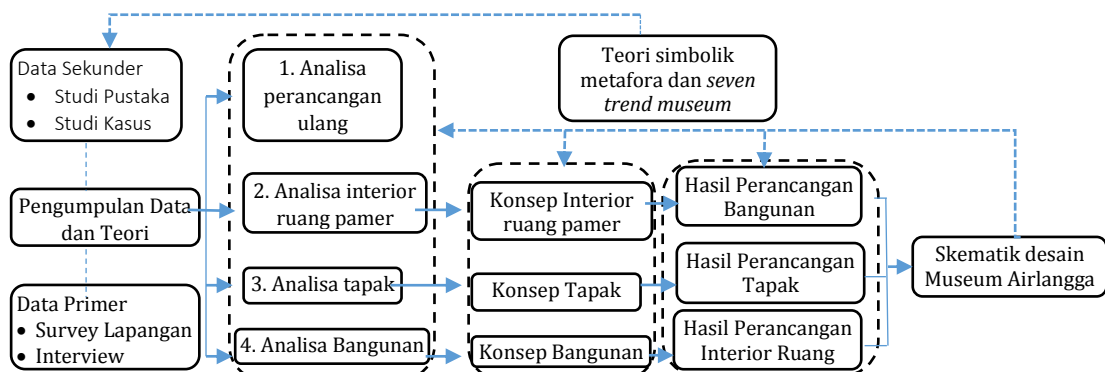 Data Sekunder
• Studi Pustaka
• Studi Kasus
Pengumpulan Data
dan Teori
Data Primer
• Survey Lapangan
• Interview
1. Analisa
perancangan
ulang
2. Analisa interior
ruang pamer
3. Analisa tapak
4. Analisa Bangunan
Teori simbolik
metafora dan seven
trend museum
Konsep Interior
ruang pamer
Konsep Tapak
Konsep Bangunan
Hasil Perancangan
Bangunan
Hasil Perancangan
Tapak
Hasil Perancangan
Interior Ruang
Skematik desain
Museum Airlangga